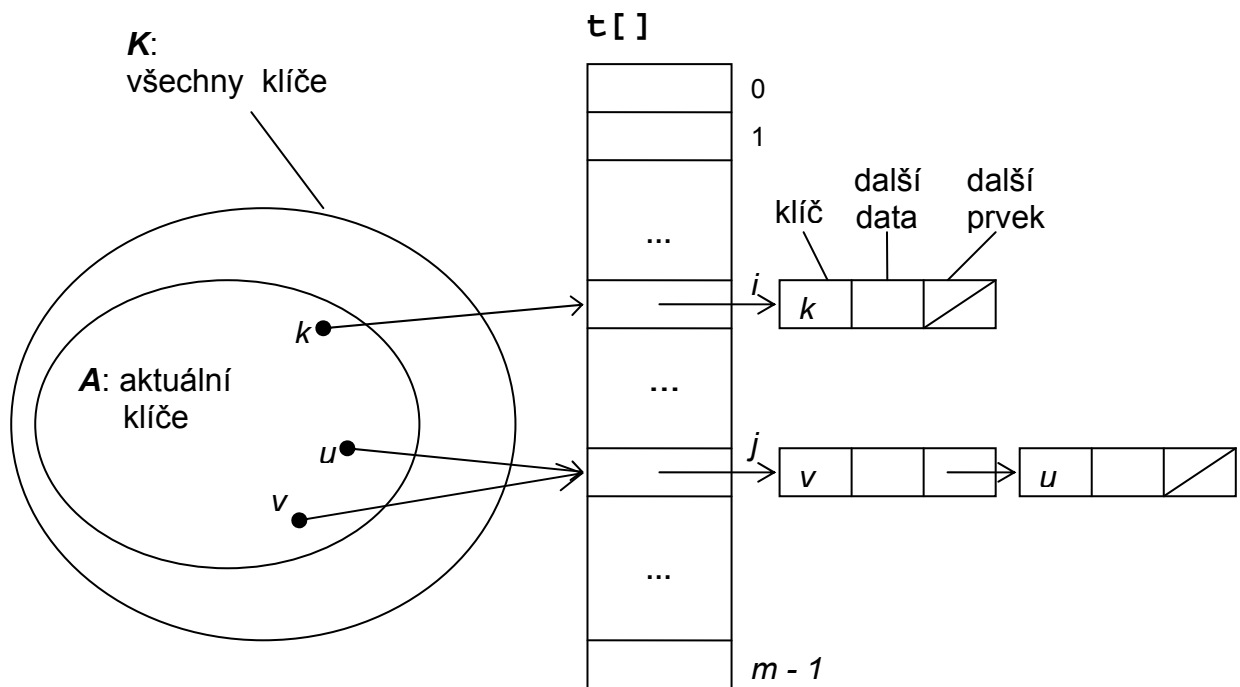 t[]
K:
všechny klíče
0
1
klíč
další
data
další
prvek
...
i
k
k
...
A: aktuální
klíče
u
v
j
v
u
...
m - 1